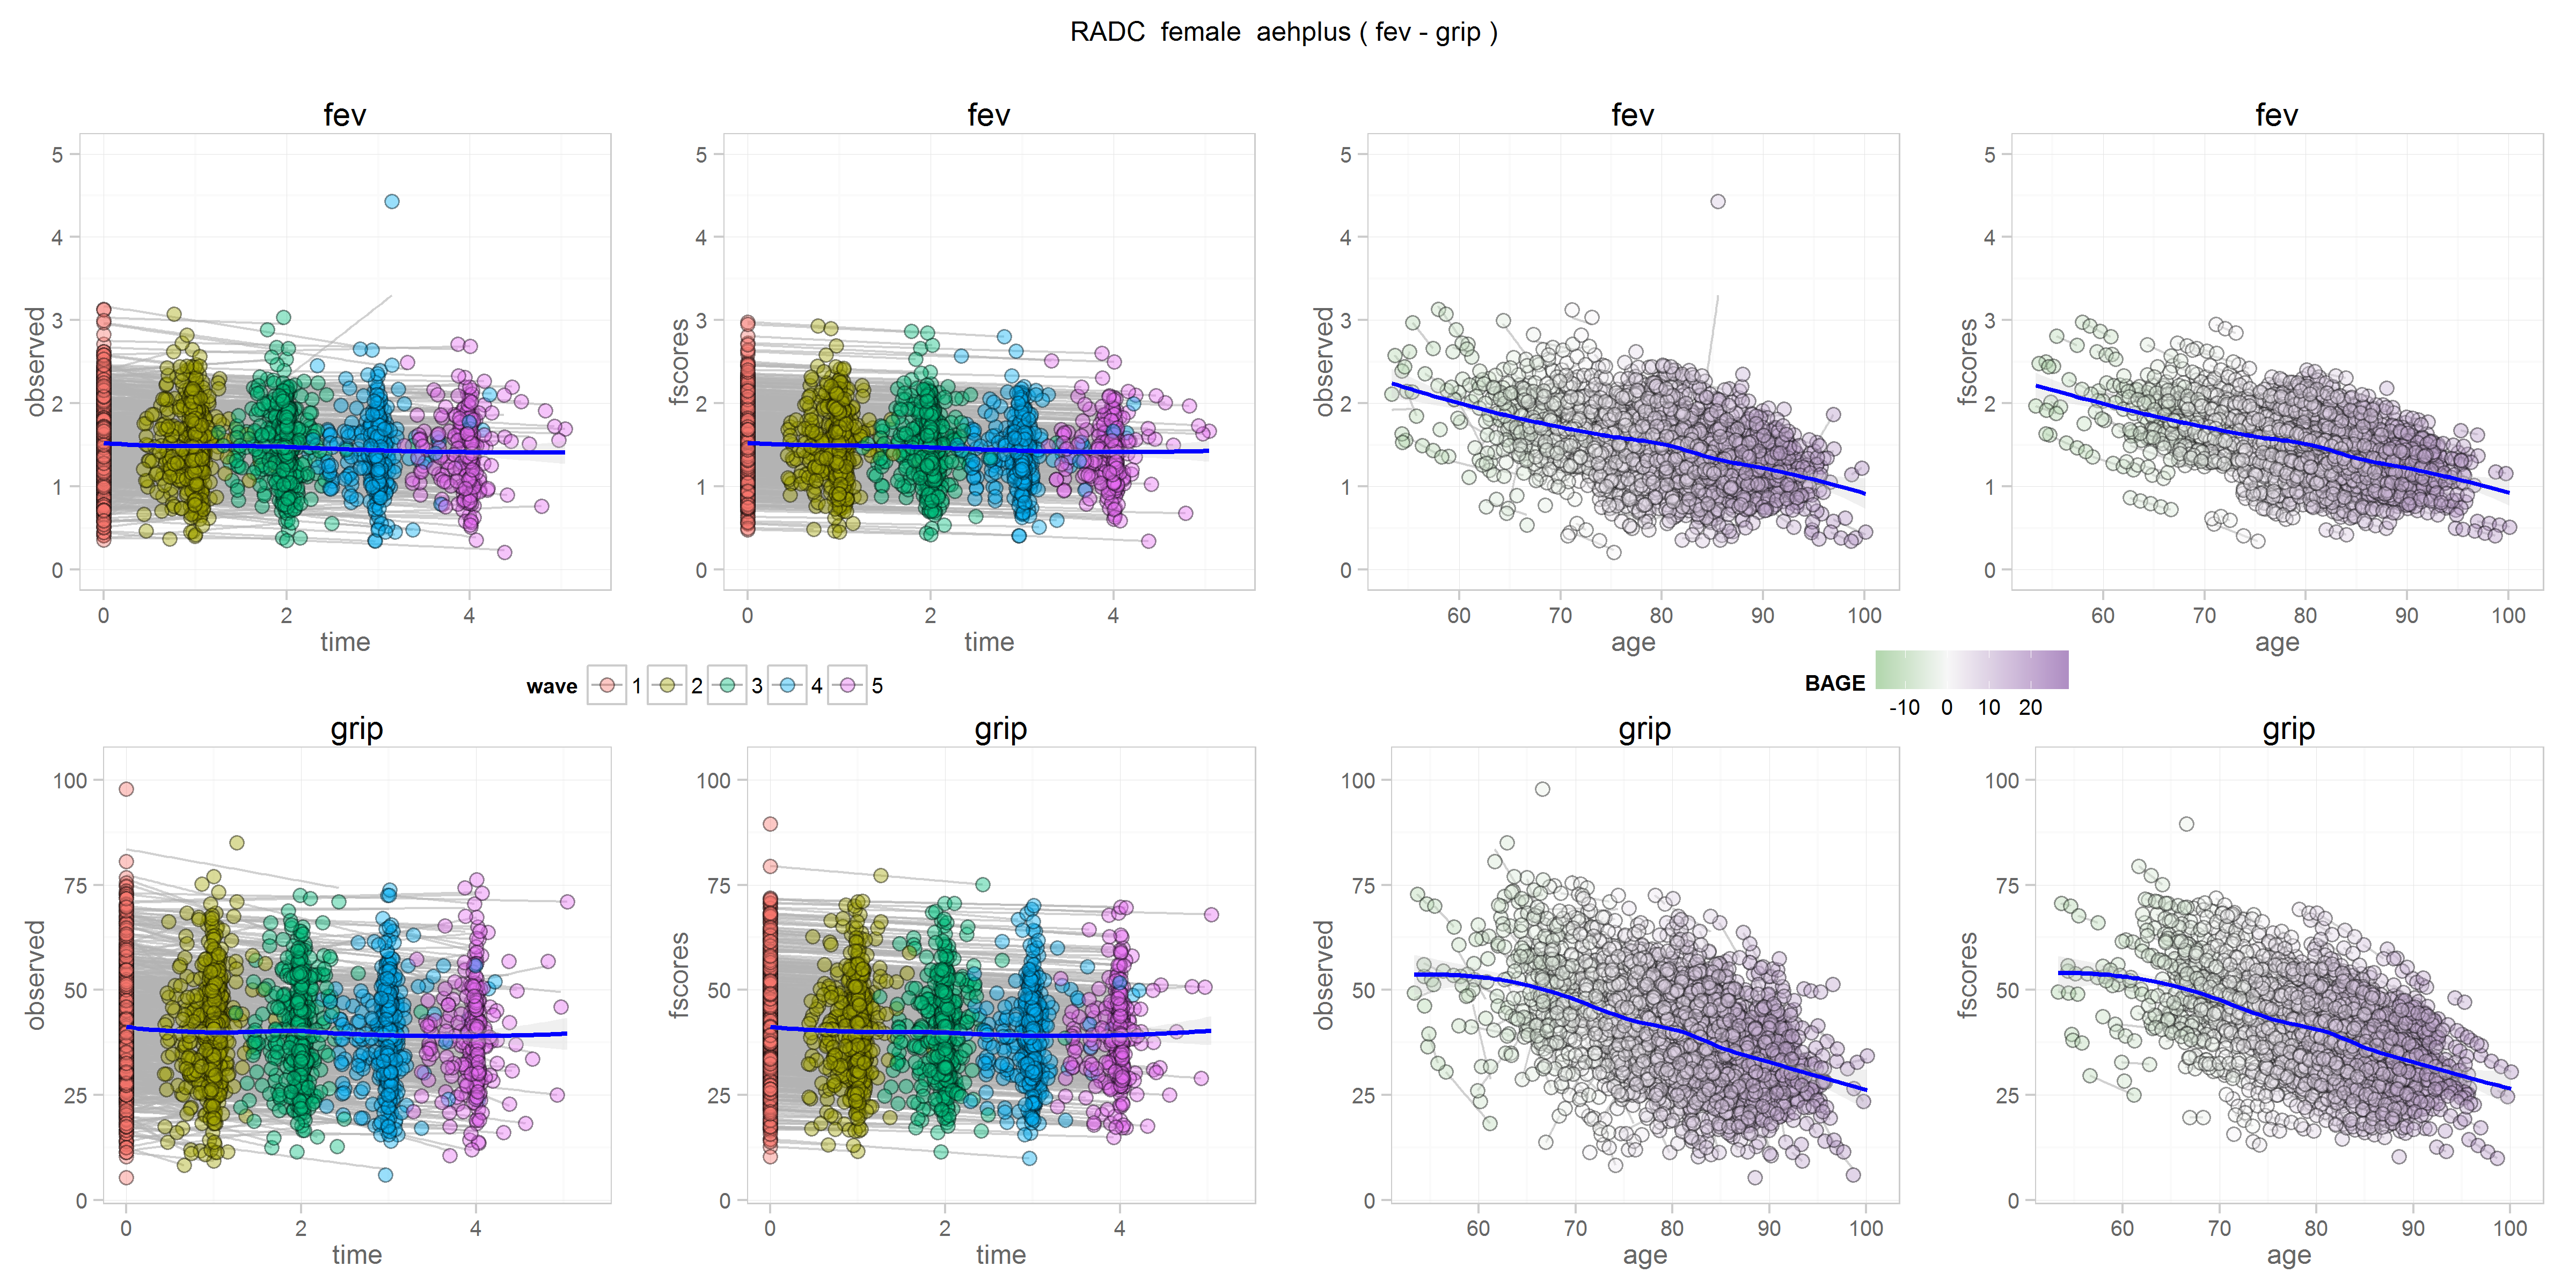 RADC female aehplus ( fev - grip )
fev fev fev fev
5 5 5 5
4 4 4 4
3 3 3 3
2 2 2 2
1 1 1 1
0 0 0 0
observed fscores observed fscores
0 2 4 0 2 4 60 70 80 90 100 60 70 80 90 100
time time age age
wave 1 2 3 4 5
BAGE
-10 0 10 20
grip grip grip grip
100 100 100 100
75 75 75 75
50 50 50 50
25 25 25 25
0 0 0 0
observed fscores observed fscores
0 2 4 0 2 4 60 70 80 90 100 60 70 80 90 100
time time age age